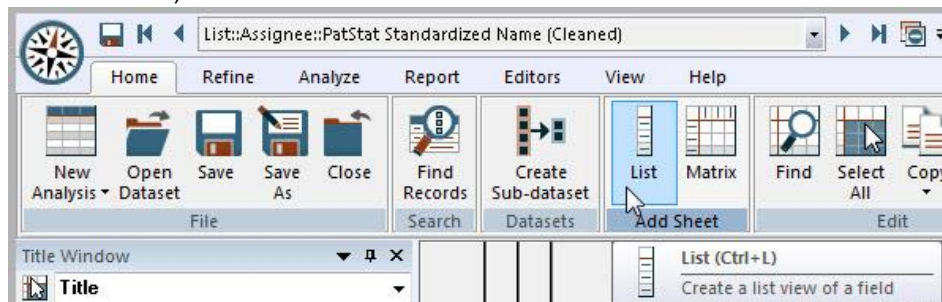 List::Assignee::PatStat Standardized Name (Cleaned)
Home Refine Analyze Report Editors View Help
New Analysis
Open Dataset
Save
Save As
Close
Find Records
Create Sub-dataset
List
Matrix
Find
Select All
Copy
File Search Datasets Add Sheet Edit
Title Window
Title
List (Ctrl+L)
Create a list view of a field